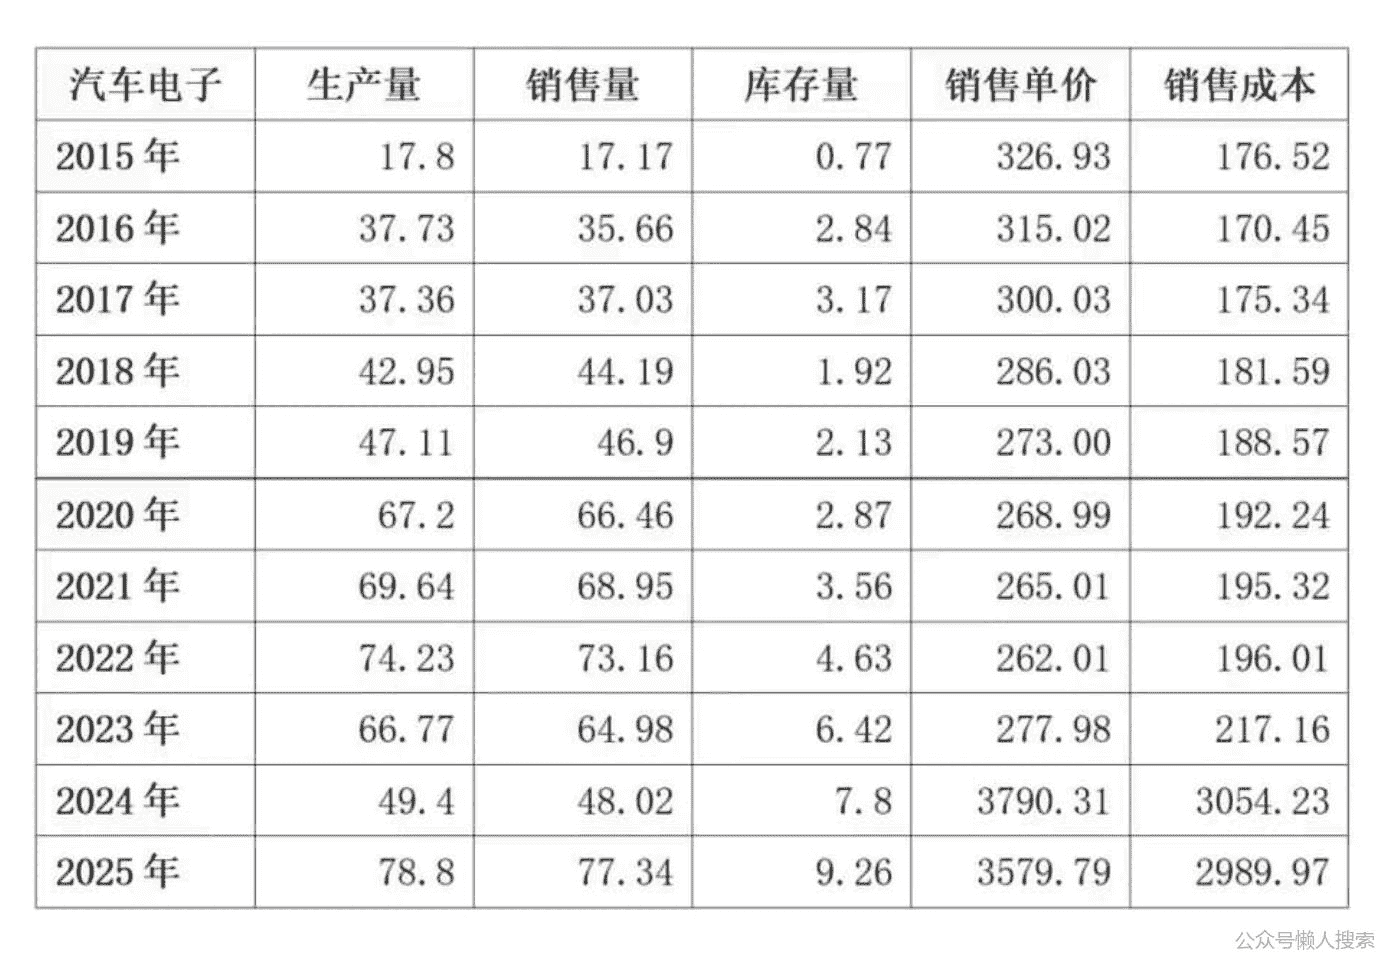 汽车电子 生产量 销售量 库存量 销售单价 销售成本
2015年 17.8 17.17 0.77 326.93 176.52
2016年 37.73 35.66 2.84 315.02 170.45
2017年 37.36 37.03 3.17 300.03 175.34
2018年 42.95 44.19 1.92 286.03 181.59
2019年 47.11 46.9 2.13 273.00 188.57
2020年 67.2 66.46 2.87 268.99 192.24
2021年 69.64 68.95 3.56 265.01 195.32
2022年 74.23 73.16 4.63 262.01 196.01
2023年 66.77 64.98 6.42 277.98 217.16
2024年 49.4 48.02 7.8 3790.31 3054.23
2025年 78.8 77.34 9.26 3579.79 2989.97
公众号懒人搜索